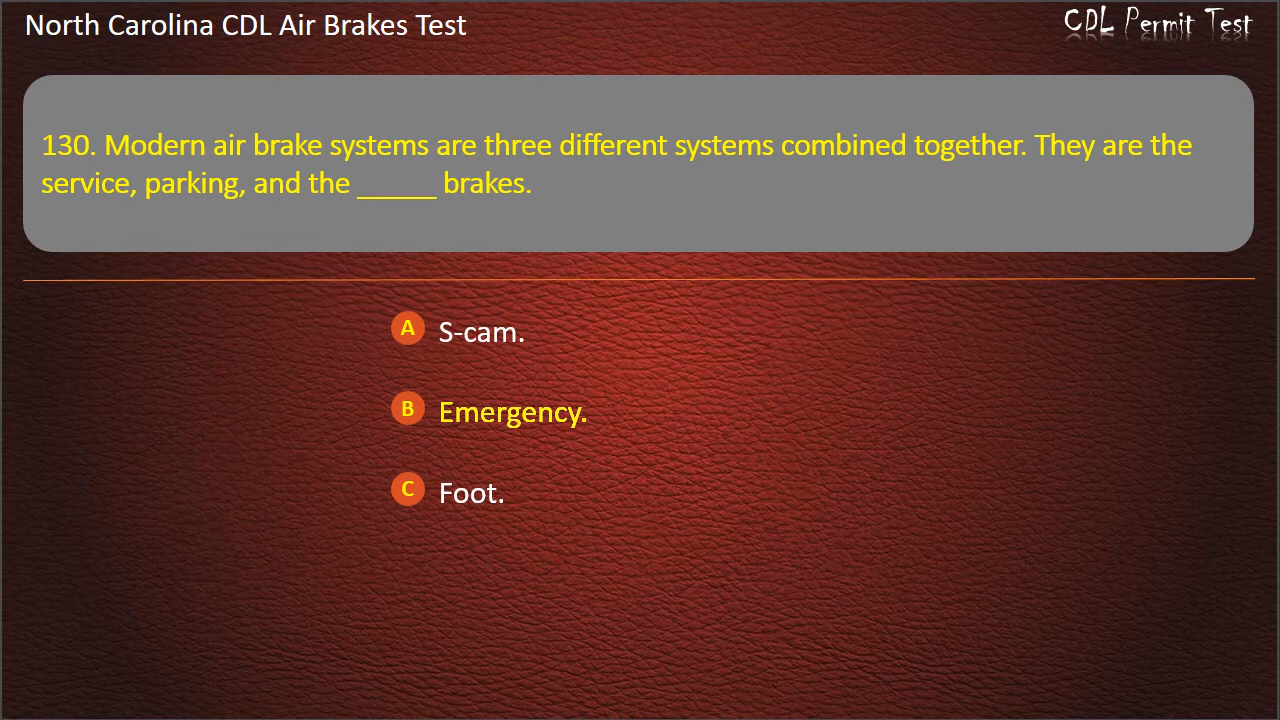 North Carolina CDL Air Brakes Test
CDL Permit Test
130. Modern air brake systems are three different systems combined together. They are the
service, parking, and the _____ brakes.
A S-cam.
B Emergency.
C Foot.